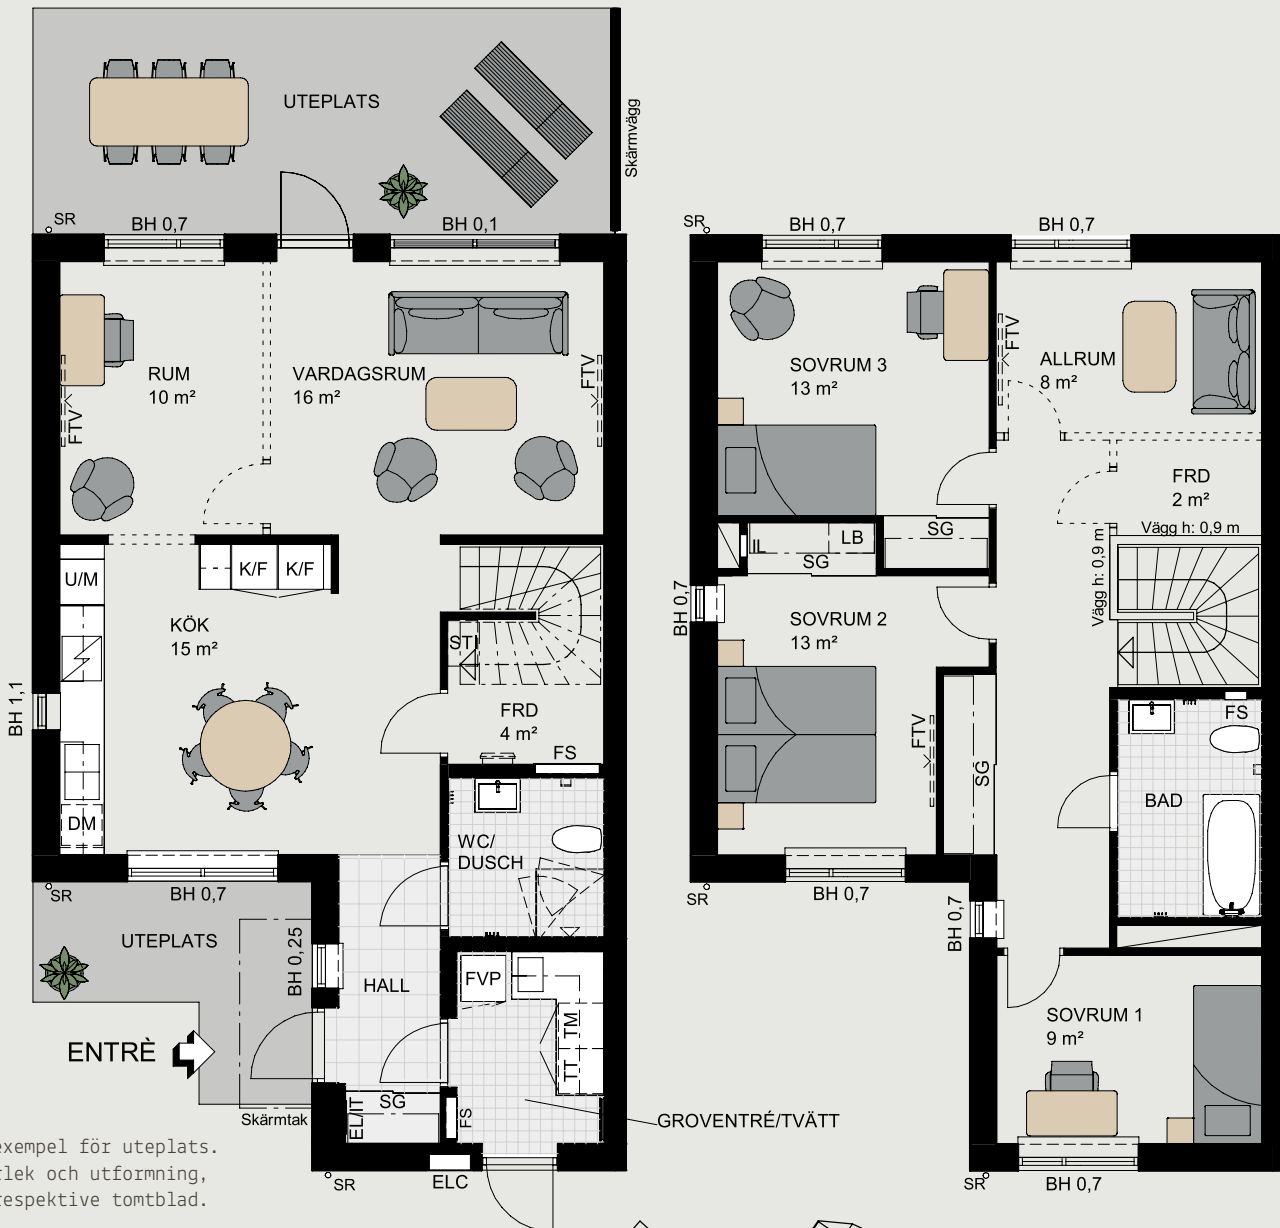 UTEPLATS
Skärmvägg
SR
BH 0,7
BH 0,1
RUM
10 m²
FTV
VARDAGSRUM
16 m²
FTV
U/M
K/F
K/F
KÖK
15 m²
ST
BH 1,1
FRD
4 m²
FS
DM
WC/
DUSCH
SR
BH 0,7
UTEPLATS
BH 0,25
HALL
FVP
ENTRÈ
TM
TT
Skärmtak
EL/IT
SG
FS
GROVENTRÉ/TVÄTT
SR
ELC
exempel för uteplats.
rlek och utformning,
respektive tomtblad.
SR
BH 0,7
BH 0,7
SOVRUM 3
13 m²
FTV
ALLRUM
8 m²
FRD
2 m²
Vägg h: 0,9 m
Vägg h: 0,9 m
IL
LB
SG
SG
BH 0,7
SOVRUM 2
13 m²
FTV
SG
FS
BAD
SR
BH 0,7
BH 0,7
SOVRUM 1
9 m²
SR
BH 0,7